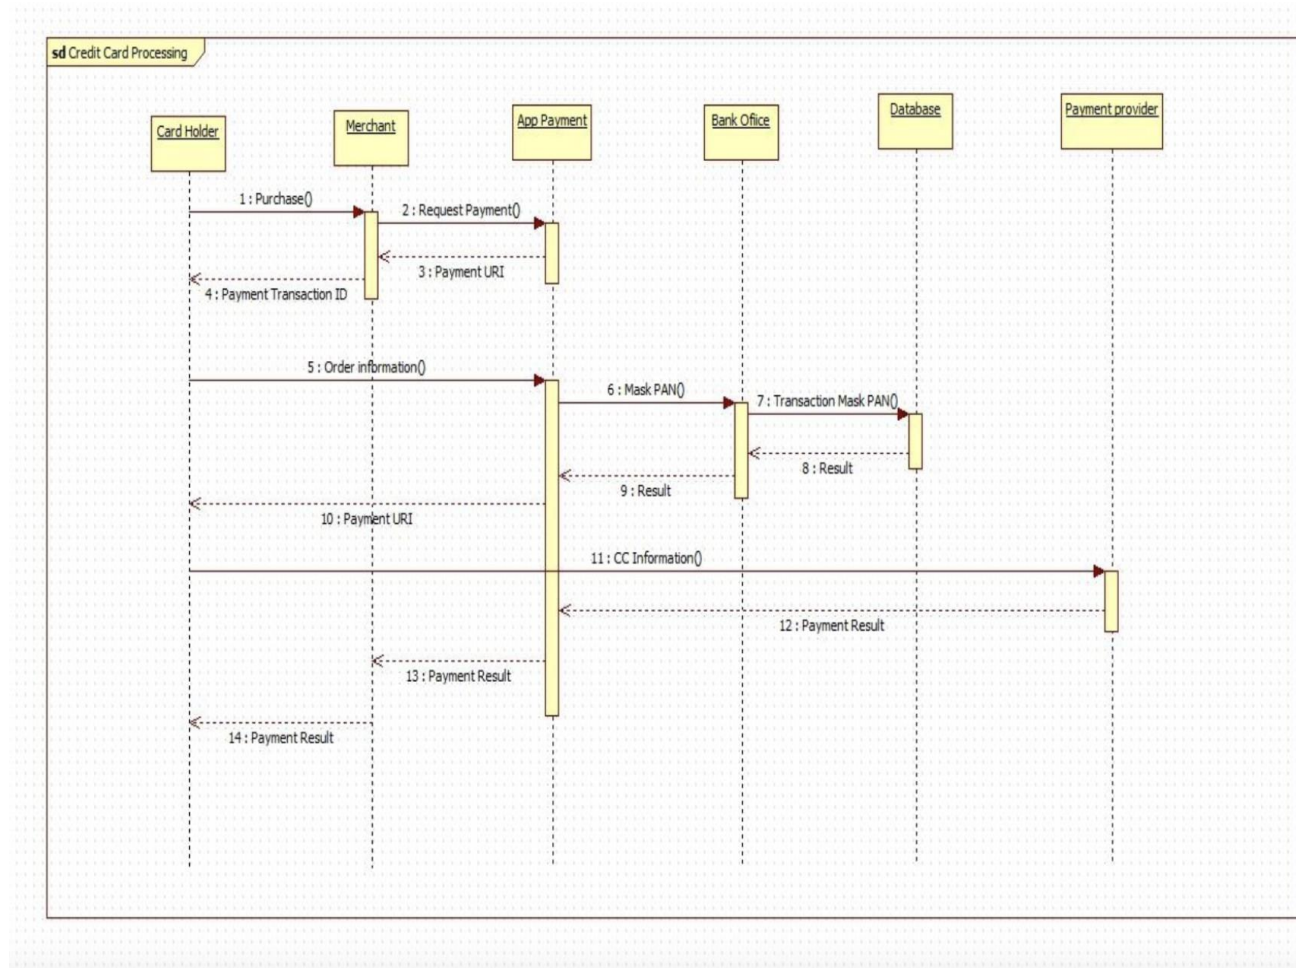 sd Credit Card Processing
Card Holder
Merchant
App Payment
Bank Ofiice
Database
Payment provider
1 : Purchase()
2 : Request Payment()
3 : Payment URI
4 : Payment Transaction ID
5 : Order information()
6 : Mask PAN()
7 : Transaction Mask PAN()
8 : Result
9 : Result
10 : Payment URI
11 : CC Information()
12 : Payment Result
13 : Payment Result
14 : Payment Result